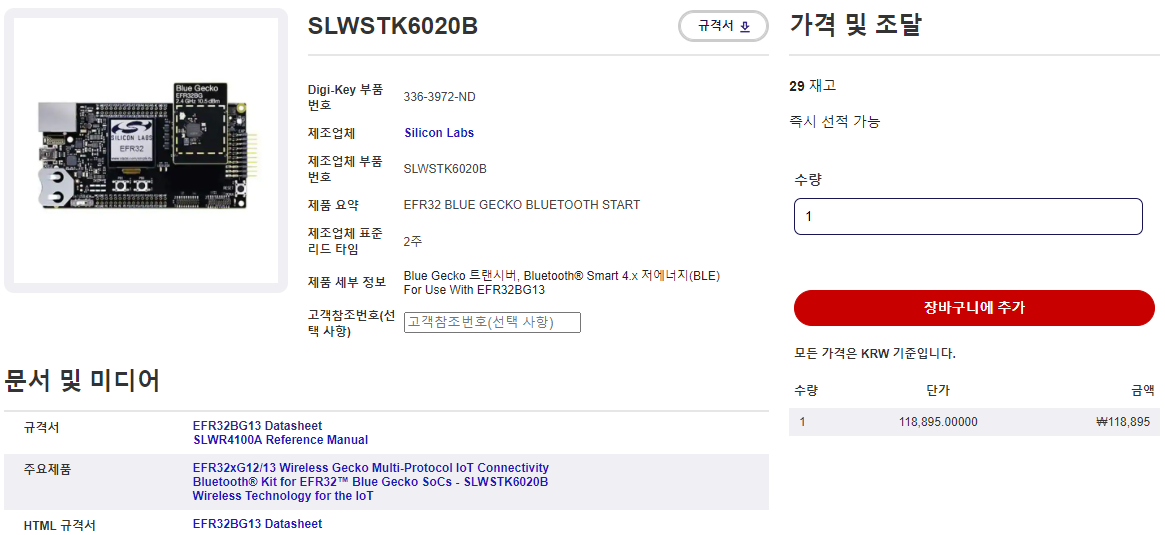 SLWSTK6020B
규격서
Blue Gecko
EFR32BG
2.4 GHz 10.5 dBm
SILICON LABS
EFR32
RESET
Digi-Key 부품
번호
336-3972-ND
제조업체
Silicon Labs
제조업체 부품
번호
SLWSTK6020B
제품 요약
EFR32 BLUE GECKO BLUETOOTH START
제조업체 표준
리드 타임
2주
제품 세부 정보
Blue Gecko 트랜시버, Bluetooth® Smart 4.x 저에너지(BLE)
For Use With EFR32BG13
고객참조번호(선
택 사항)
고객참조번호(선택 사항)
가격 및 조달
29 재고
즉시 선적 가능
수량
1
장바구니에 추가
모든 가격은 KRW 기준입니다.
수량 단가 금액
1 118,895.00000 ₩118,895
문서 및 미디어
규격서
EFR32BG13 Datasheet
SLWR4100A Reference Manual
주요제품
EFR32xG12/13 Wireless Gecko Multi-Protocol IoT Connectivity
Bluetooth® Kit for EFR32™ Blue Gecko SoCs - SLWSTK6020B
Wireless Technology for the IoT
HTML 규격서
EFR32BG13 Datasheet